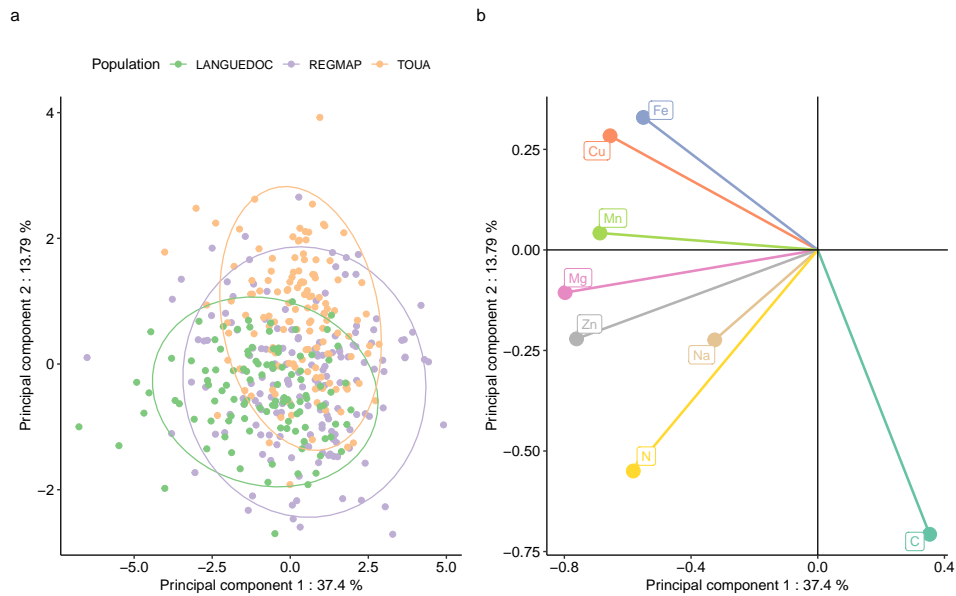 a
Population LANGUEDOC REGMAP TOUA
4
2
0
−2
−5.0 −2.5 0.0 2.5 5.0
Principal component 1 : 37.4 %
Principal component 2 : 13.79 %
b
0.25
0.00
−0.25
−0.50
−0.75
Fe
Cu
Mn
Mg
Zn
Na
N
C
−0.8 −0.4 0.0 0.4
Principal component 1 : 37.4 %
Principal component 2 : 13.79 %